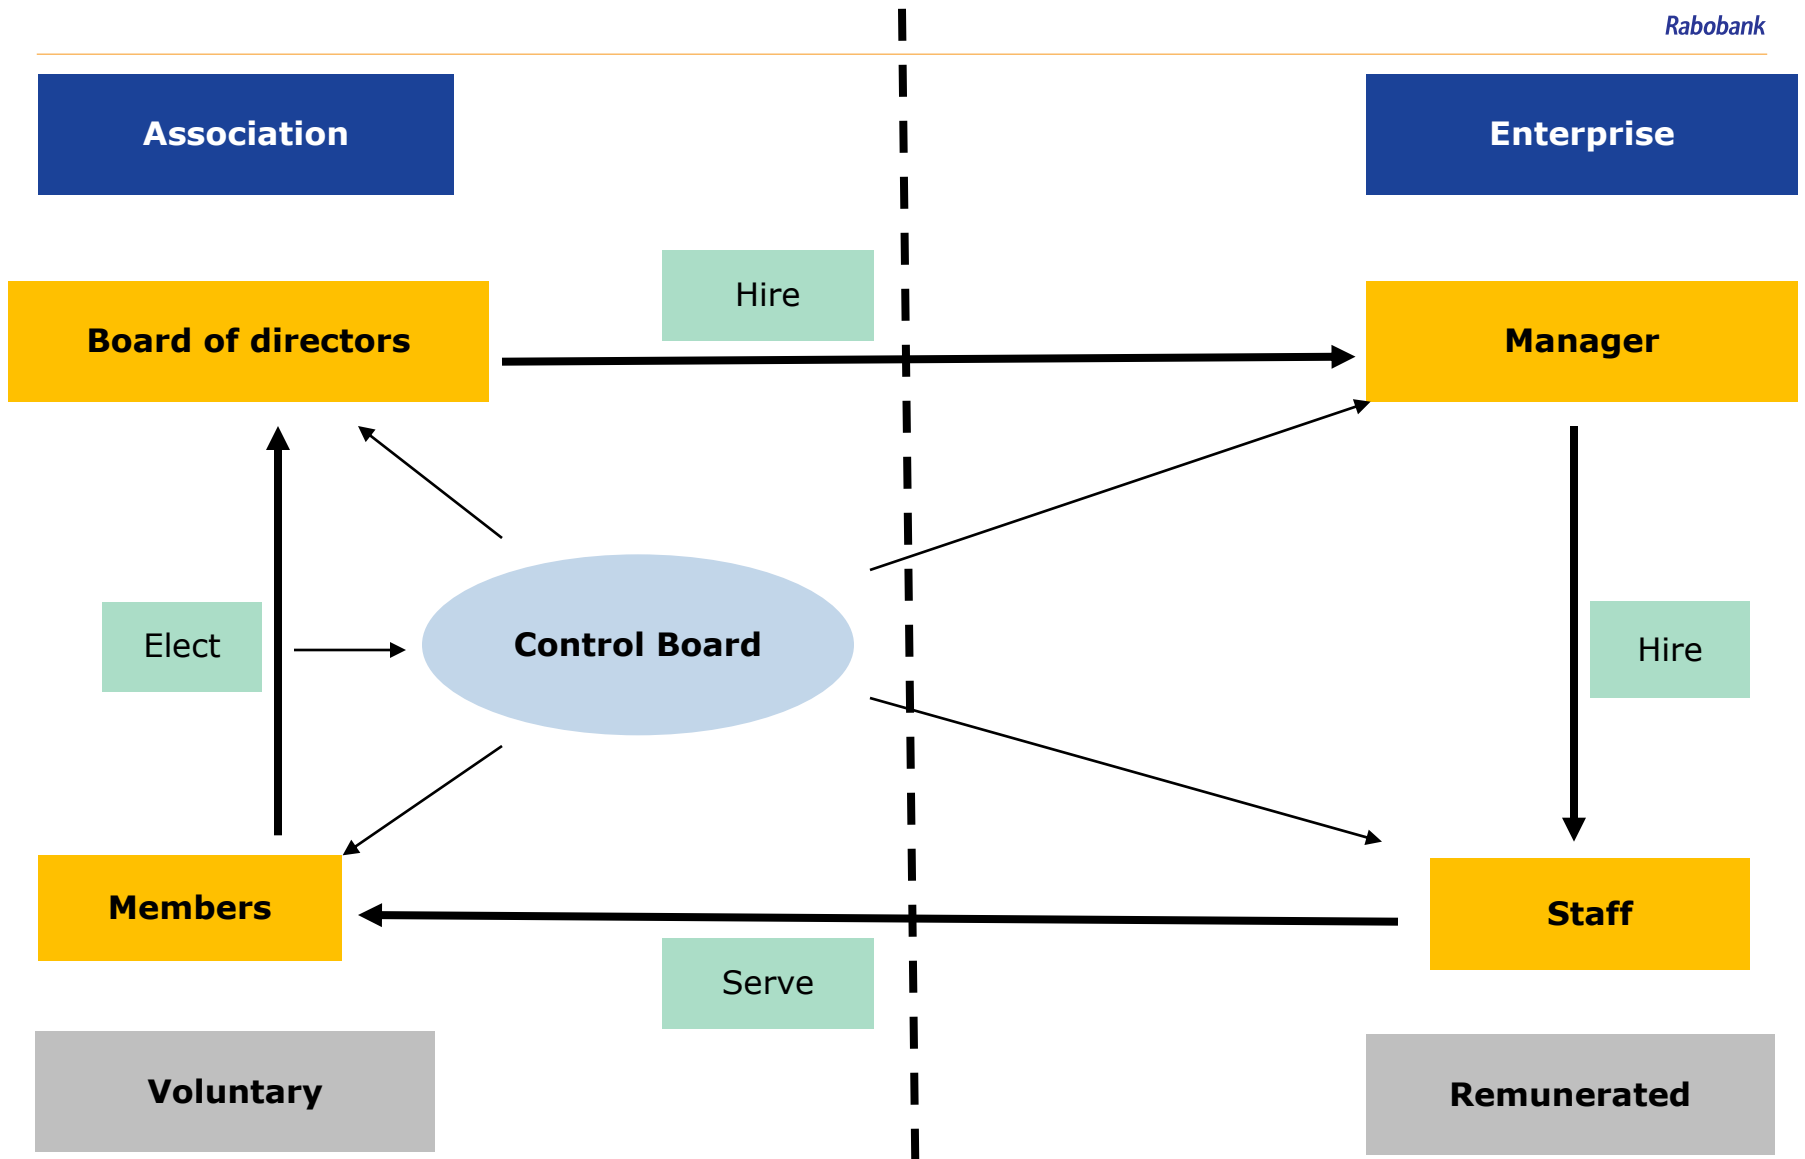 Rabobank
Association
Enterprise
Hire
Board of directors
Manager
Elect
Control Board
Hire
Members
Staff
Serve
Voluntary
Remunerated